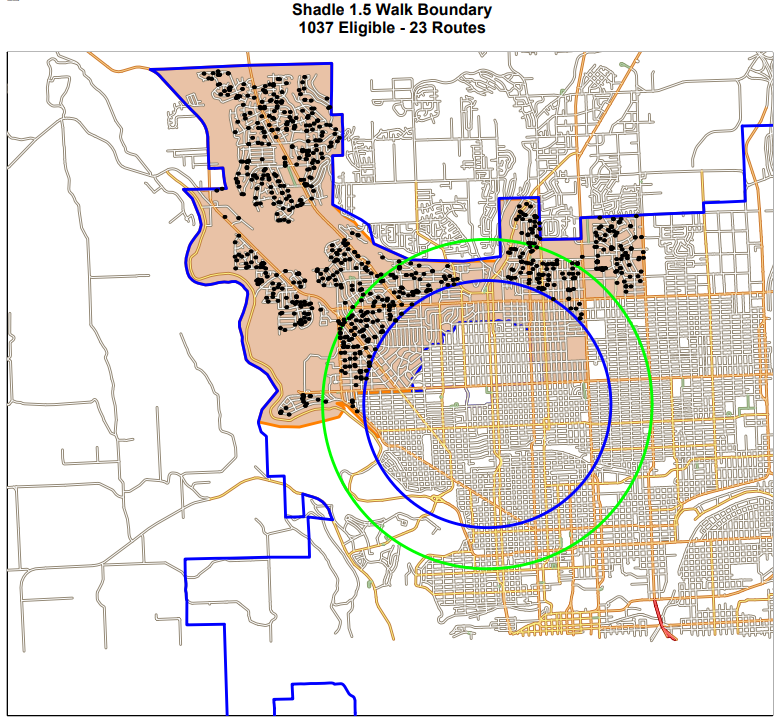 Shadle 1.5 Walk Boundary
1037 Eligible - 23 Routes